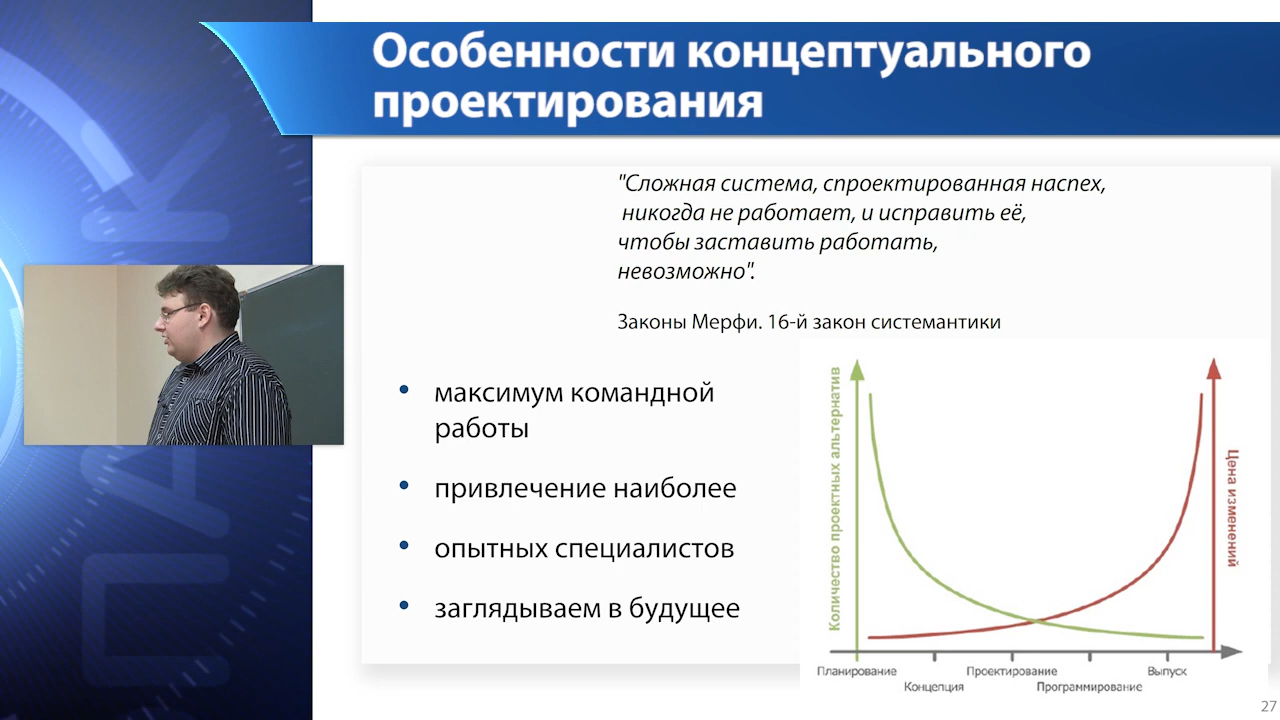 Особенности концептуального
проектирования
"Сложная система, спроектированная наспех,
никогда не работает, и исправить её,
чтобы заставить работать,
невозможно".
Законы Мерфи. 16-й закон системантики
• максимум командной
работы
• привлечение наиболее
• опытных специалистов
• заглядываем в будущее
Количество проектных альтернатив
Цена изменений
Планирование
Концепция
Проектирование
Программирование
Выпуск
27